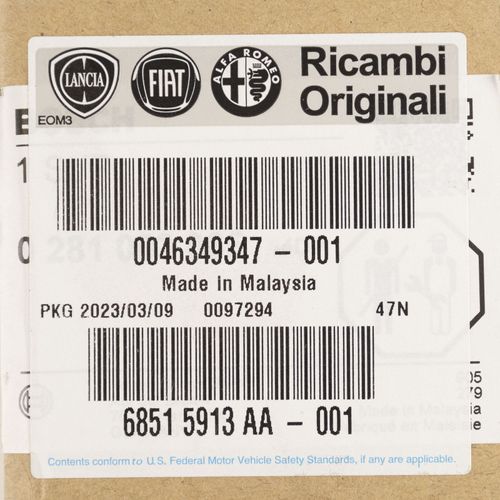 LANCIA FIAT ALFA ROMEO Ricambi
Originali
EOM3
0046349347 - 001
Made In Malaysia
PKG 2023/03/09 0097294 47N
6851 5913 AA - 001
Contents conform to U.S. Federal Motor Vehicle Safety Standards, if any are applicable.